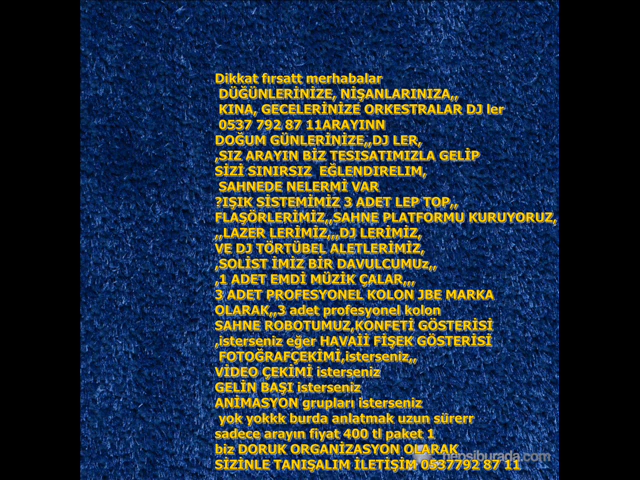 Dikkat fırsatt merhabalar
DÜĞÜNLERİNİZE, NİŞANLARINIZA,,
KINA, GECELERİNİZE ORKESTRALAR DJ ler
0537 792 87 11ARAYINN
DOĞUM GÜNLERİNİZE,,DJ LER,
,SIZ ARAYIN BİZ TESISATIMIZLA GELİP
SİZİ SINIRSIZ EĞLENDIRELIM,
SAHNEDE NELERMİ VAR
?IŞIK SİSTEMİMİZ 3 ADET LEP TOP,,
FLAŞÖRLERİMİZ,,SAHNE PLATFORMU KURUYORUZ,
,,LAZER LERİMİZ,,,DJ LERİMİZ,
VE DJ TÖRTÜBEL ALETLERİMİZ,
,SOLİST İMİZ BİR DAVULCUMUz,,
,1 ADET EMDİ MÜZİK ÇALAR,,,
3 ADET PROFESYONEL KOLON JBE MARKA
OLARAK,,3 adet profesyonel kolon
SAHNE ROBOTUMUZ,KONFETİ GÖSTERİSİ
,isterseniz eğer HAVAİİ FİŞEK GÖSTERİSİ
FOTOĞRAFÇEKİMİ,isterseniz,,
VİDEO ÇEKİMİ isterseniz
GELİN BAŞI isterseniz
ANİMASYON grupları isterseniz
yok yokkk burda anlatmak uzun sürerr
sadece arayın fiyat 400 tl paket 1
biz DORUK ORGANİZASYON OLARAK
hepsiburada.com
SİZİNLE TANIŞALIM İLETİŞİM 0537792 87 11